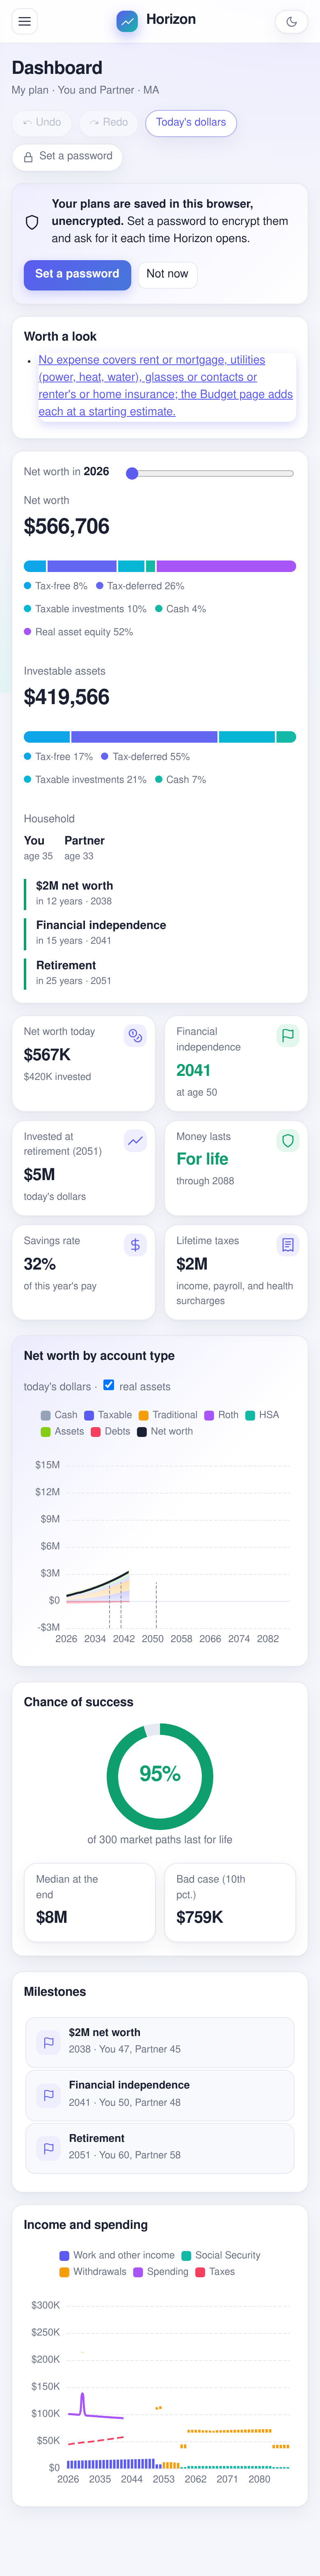 Horizon
Dashboard
My plan · You and Partner · MA
Undo
Redo
Today's dollars
Set a password
Your plans are saved in this browser,
unencrypted. Set a password to encrypt them
and ask for it each time Horizon opens.
Set a password
Not now
Worth a look
• No expense covers rent or mortgage, utilities
(power, heat, water), glasses or contacts or
renter's or home insurance; the Budget page adds
each at a starting estimate.
Net worth in 2026
Net worth
$566,706
Tax-free 8% Tax-deferred 26%
Taxable investments 10% Cash 4%
Real asset equity 52%
Investable assets
$419,566
Tax-free 17% Tax-deferred 55%
Taxable investments 21% Cash 7%
Household
You Partner
age 35 age 33
$2M net worth
in 12 years · 2038
Financial independence
in 15 years · 2041
Retirement
in 25 years · 2051
Net worth today
$567K
$420K invested
Financial
independence
2041
at age 50
Invested at
retirement (2051)
$5M
today's dollars
Money lasts
For life
through 2088
Savings rate
32%
of this year's pay
Lifetime taxes
$2M
income, payroll, and health
surcharges
Net worth by account type
today's dollars · real assets
Cash Taxable Traditional Roth HSA
Assets Debts Net worth
$15M
$12M
$9M
$6M
$3M
$0
-$3M
2026 2034 2042 2050 2058 2066 2074 2082
Chance of success
95%
of 300 market paths last for life
Median at the
end
$8M
Bad case (10th
pct.)
$759K
Milestones
$2M net worth
2038 · You 47, Partner 45
Financial independence
2041 · You 50, Partner 48
Retirement
2051 · You 60, Partner 58
Income and spending
Work and other income Social Security
Withdrawals Spending Taxes
$300K
$250K
$200K
$150K
$100K
$50K
$0
2026 2035 2044 2053 2062 2071 2080